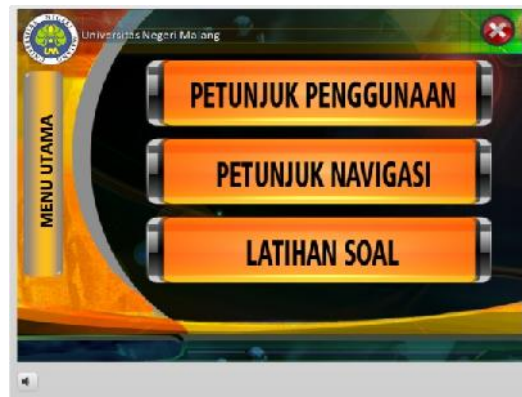 Universitas Negeri Malang
MENU UTAMA
PETUNJUK PENGGUNAAN
PETUNJUK NAVIGASI
LATIHAN SOAL